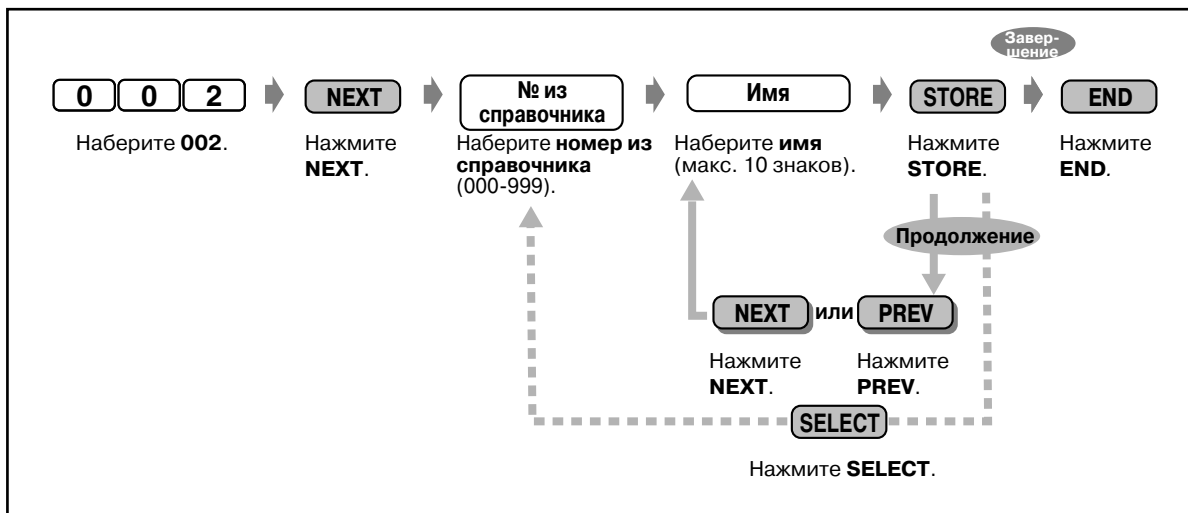 Завер-
шение
0 0 2
NEXT
№ из
справочника
Имя
STORE
END
Наберите 002.
Нажмите
NEXT.
Наберите номер из
справочника
(000-999).
Наберите имя
(макс. 10 знаков).
Нажмите
STORE.
Нажмите
END.
Продолжение
NEXT или PREV
Нажмите
NEXT.
Нажмите
PREV.
SELECT
Нажмите SELECT.